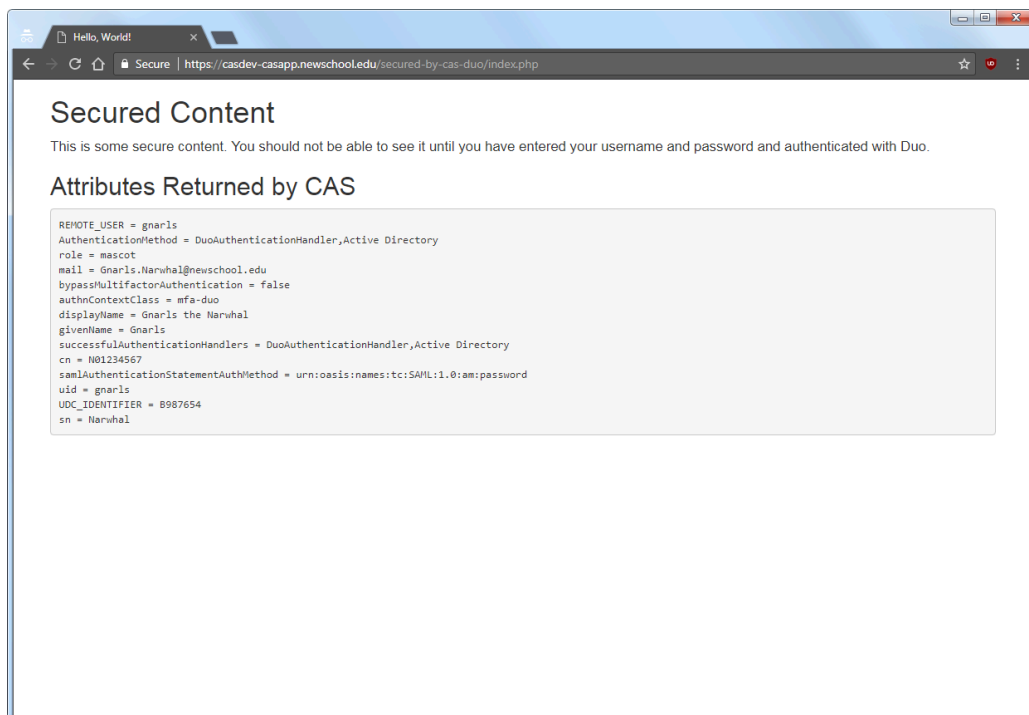 Hello, World!
Secure | https://casdev-casapp.newschool.edu/secured-by-cas-duo/index.php
Secured Content
This is some secure content. You should not be able to see it until you have entered your username and password and authenticated with Duo.
Attributes Returned by CAS
REMOTE_USER = gnarls
AuthenticationMethod = DuoAuthenticationHandler,Active Directory
role = mascot
mail = Gnarls.Narwhal@newschool.edu
bypassMultifactorAuthentication = false
authnContextClass = mfa-duo
displayName = Gnarls the Narwhal
givenName = Gnarls
successfulAuthenticationHandlers = DuoAuthenticationHandler,Active Directory
cn = N01234567
samlAuthenticationStatementAuthMethod = urn:oasis:names:tc:SAML:1.0:am:password
uid = gnarls
UDC_IDENTIFIER = B987654
sn = Narwhal